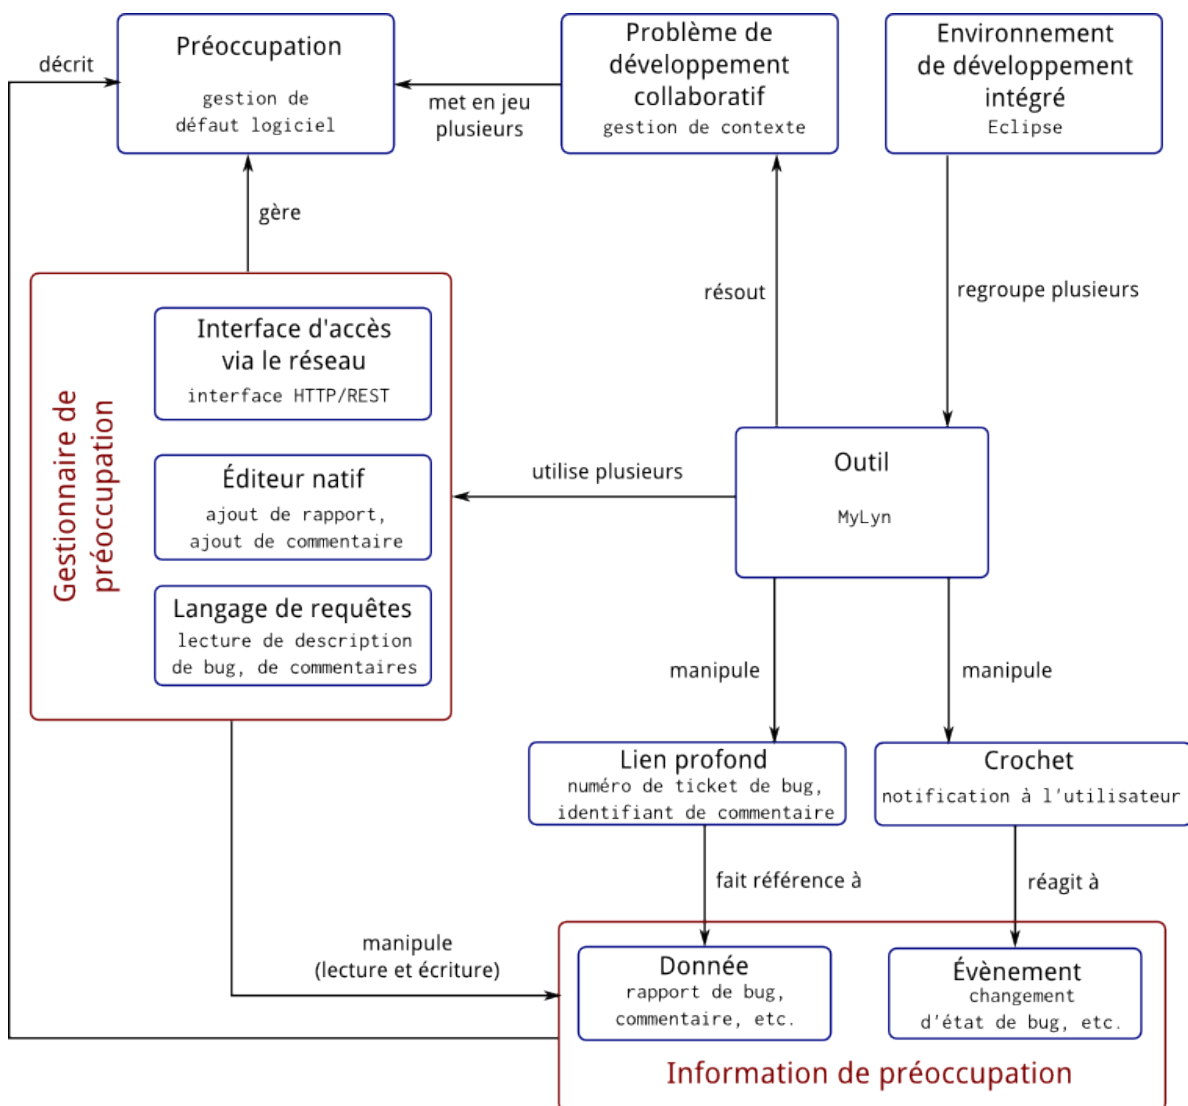 décrit
Préoccupation
gestion de
défaut logiciel
met en jeu
plusieurs
Problème de
développement
collaboratif
gestion de contexte
Environnement
de développement
intégré
Eclipse
gère
résout
regroupe plusieurs
Gestionnaire de
préoccupation
Interface d'accès
via le réseau
interface HTTP/REST
Éditeur natif
ajout de rapport,
ajout de commentaire
Langage de requêtes
lecture de description
de bug, de commentaires
utilise plusieurs
Outil
MyLyn
manipule
manipule
Lien profond
numéro de ticket de bug,
identifiant de commentaire
Crochet
notification à l'utilisateur
fait référence à
réagit à
manipule
(lecture et écriture)
Donnée
rapport de bug,
commentaire, etc.
Évènement
changement
d'état de bug, etc.
Information de préoccupation